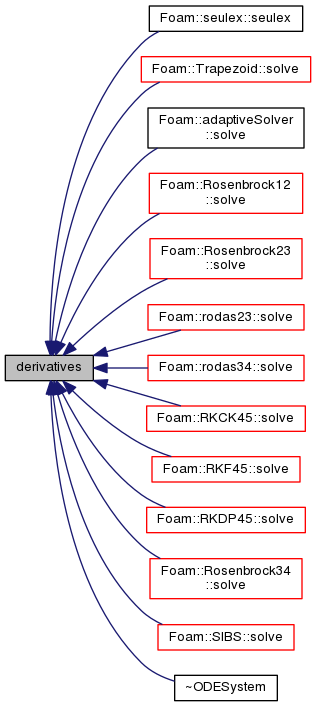 Foam::seulex::seulex
Foam::Trapezoid::solve
Foam::adaptiveSolver
::solve
Foam::Rosenbrock12
::solve
Foam::Rosenbrock23
::solve
Foam::rodas23::solve
derivatives
Foam::rodas34::solve
Foam::RKCK45::solve
Foam::RKF45::solve
Foam::RKDP45::solve
Foam::Rosenbrock34
::solve
Foam::SIBS::solve
~ODESystem